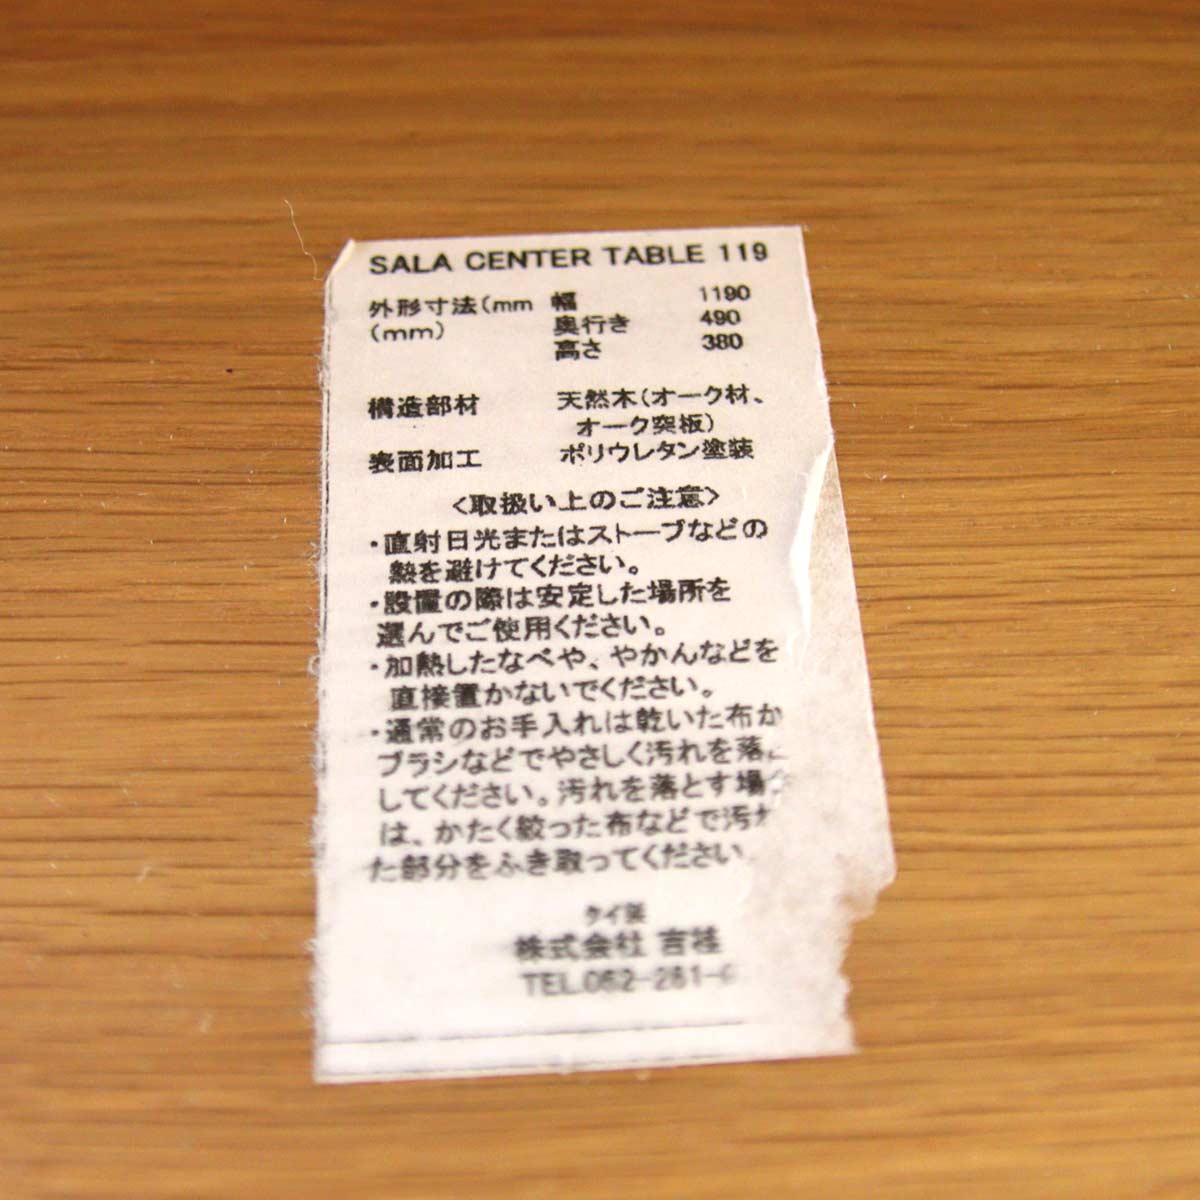 SALA CENTER TABLE 119
外形寸法(mm 幅 1190
(mm) 奥行き 490
高さ 380
構造部材 天然木(オーク材、
オーク突板)
表面加工 ポリウレタン塗装
<取扱い上のご注意>
・直射日光またはストーブなどの
熱を避けてください。
・設置の際は安定した場所を
選んでご使用ください。
・加熱したなべや、やかんなどを
直接置かないでください。
・通常のお手入れは乾いた布か
ブラシなどでやさしく汚れを落
してください。汚れを落とす場
は、かたく絞った布などで汚
た部分をふき取ってください
タイ製
株式会社 吉桂
TEL.052-261-